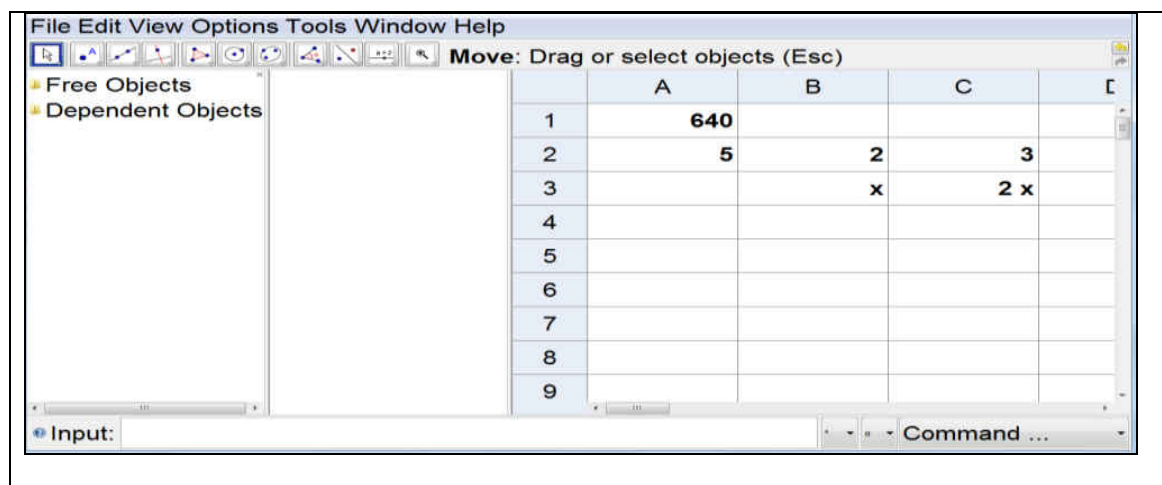 File Edit View Options Tools Window Help
Move: Drag or select objects (Esc)
Free Objects
Dependent Objects
A B C D
1 640
2 5 2 3
3 x 2 x
4
5
6
7
8
9
Input: Command ...